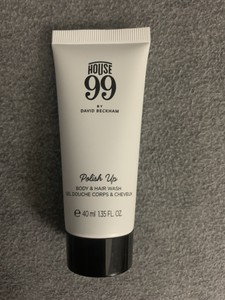 HOUSE
99
BY
DAVID BECKHAM
Polish Up
BODY & HAIR WASH
GEL DOUCHE CORPS & CHEVEUX
e 40 ml 1.35 FL. OZ.